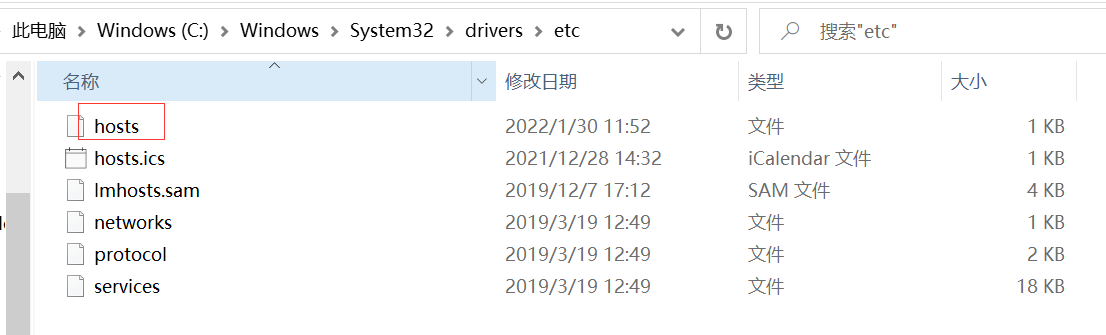 此电脑 Windows (C:) Windows System32 drivers etc 搜索"etc"
名称 修改日期 类型 大小
hosts 2022/1/30 11:52 文件 1 KB
hosts.ics 2021/12/28 14:32 iCalendar 文件 1 KB
lmhosts.sam 2019/12/7 17:12 SAM 文件 4 KB
networks 2019/3/19 12:49 文件 1 KB
protocol 2019/3/19 12:49 文件 2 KB
services 2019/3/19 12:49 文件 18 KB